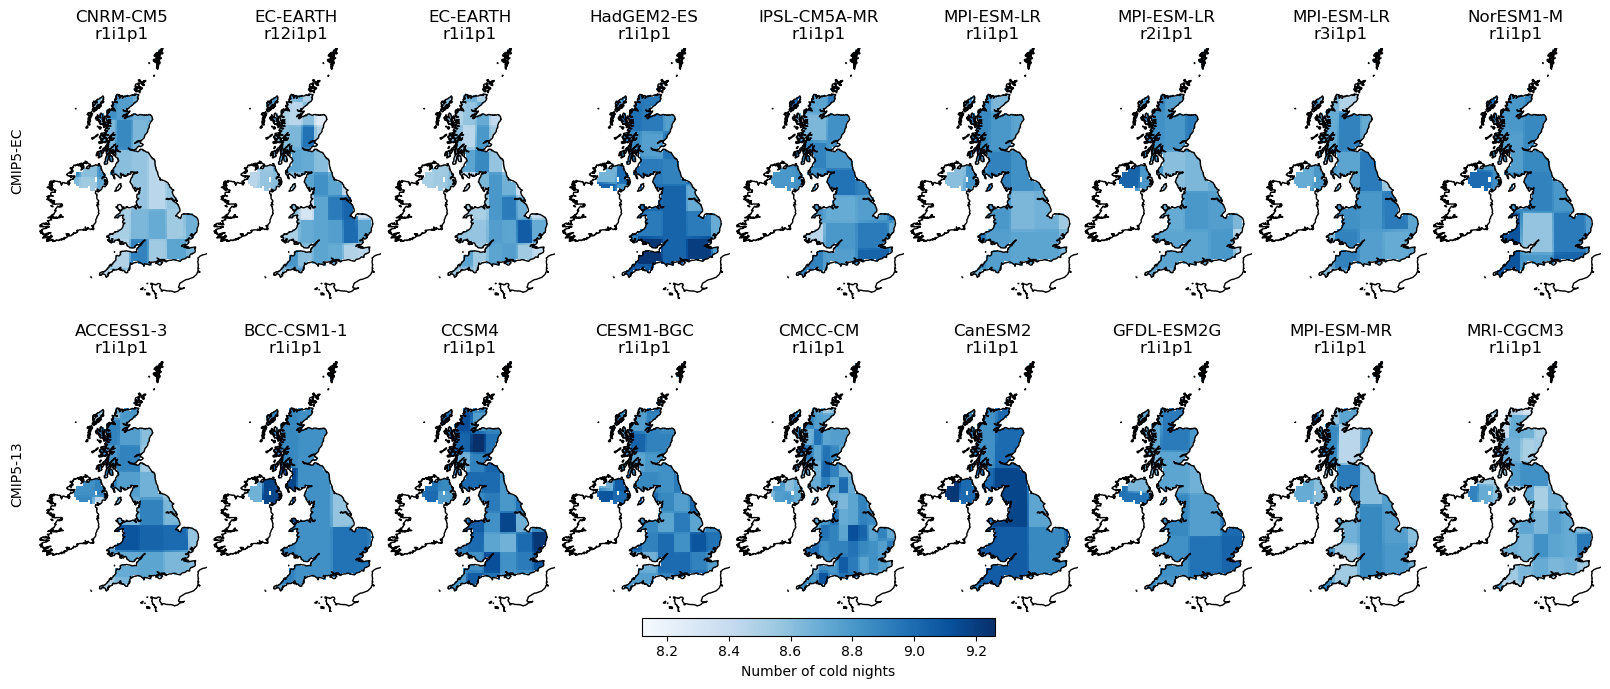 CNRM-CM5 EC-EARTH EC-EARTH HadGEM2-ES IPSL-CM5A-MR MPI-ESM-LR MPI-ESM-LR MPI-ESM-LR NorESM1-M
r1i1p1 r12i1p1 r1i1p1 r1i1p1 r1i1p1 r1i1p1 r2i1p1 r3i1p1 r1i1p1
CMIP5-EC
ACCESS1-3 BCC-CSM1-1 CCSM4 CESM1-BGC CMCC-CM CanESM2 GFDL-ESM2G MPI-ESM-MR MRI-CGCM3
r1i1p1 r1i1p1 r1i1p1 r1i1p1 r1i1p1 r1i1p1 r1i1p1 r1i1p1 r1i1p1
CMIP5-13
8.2 8.4 8.6 8.8 9.0 9.2
Number of cold nights